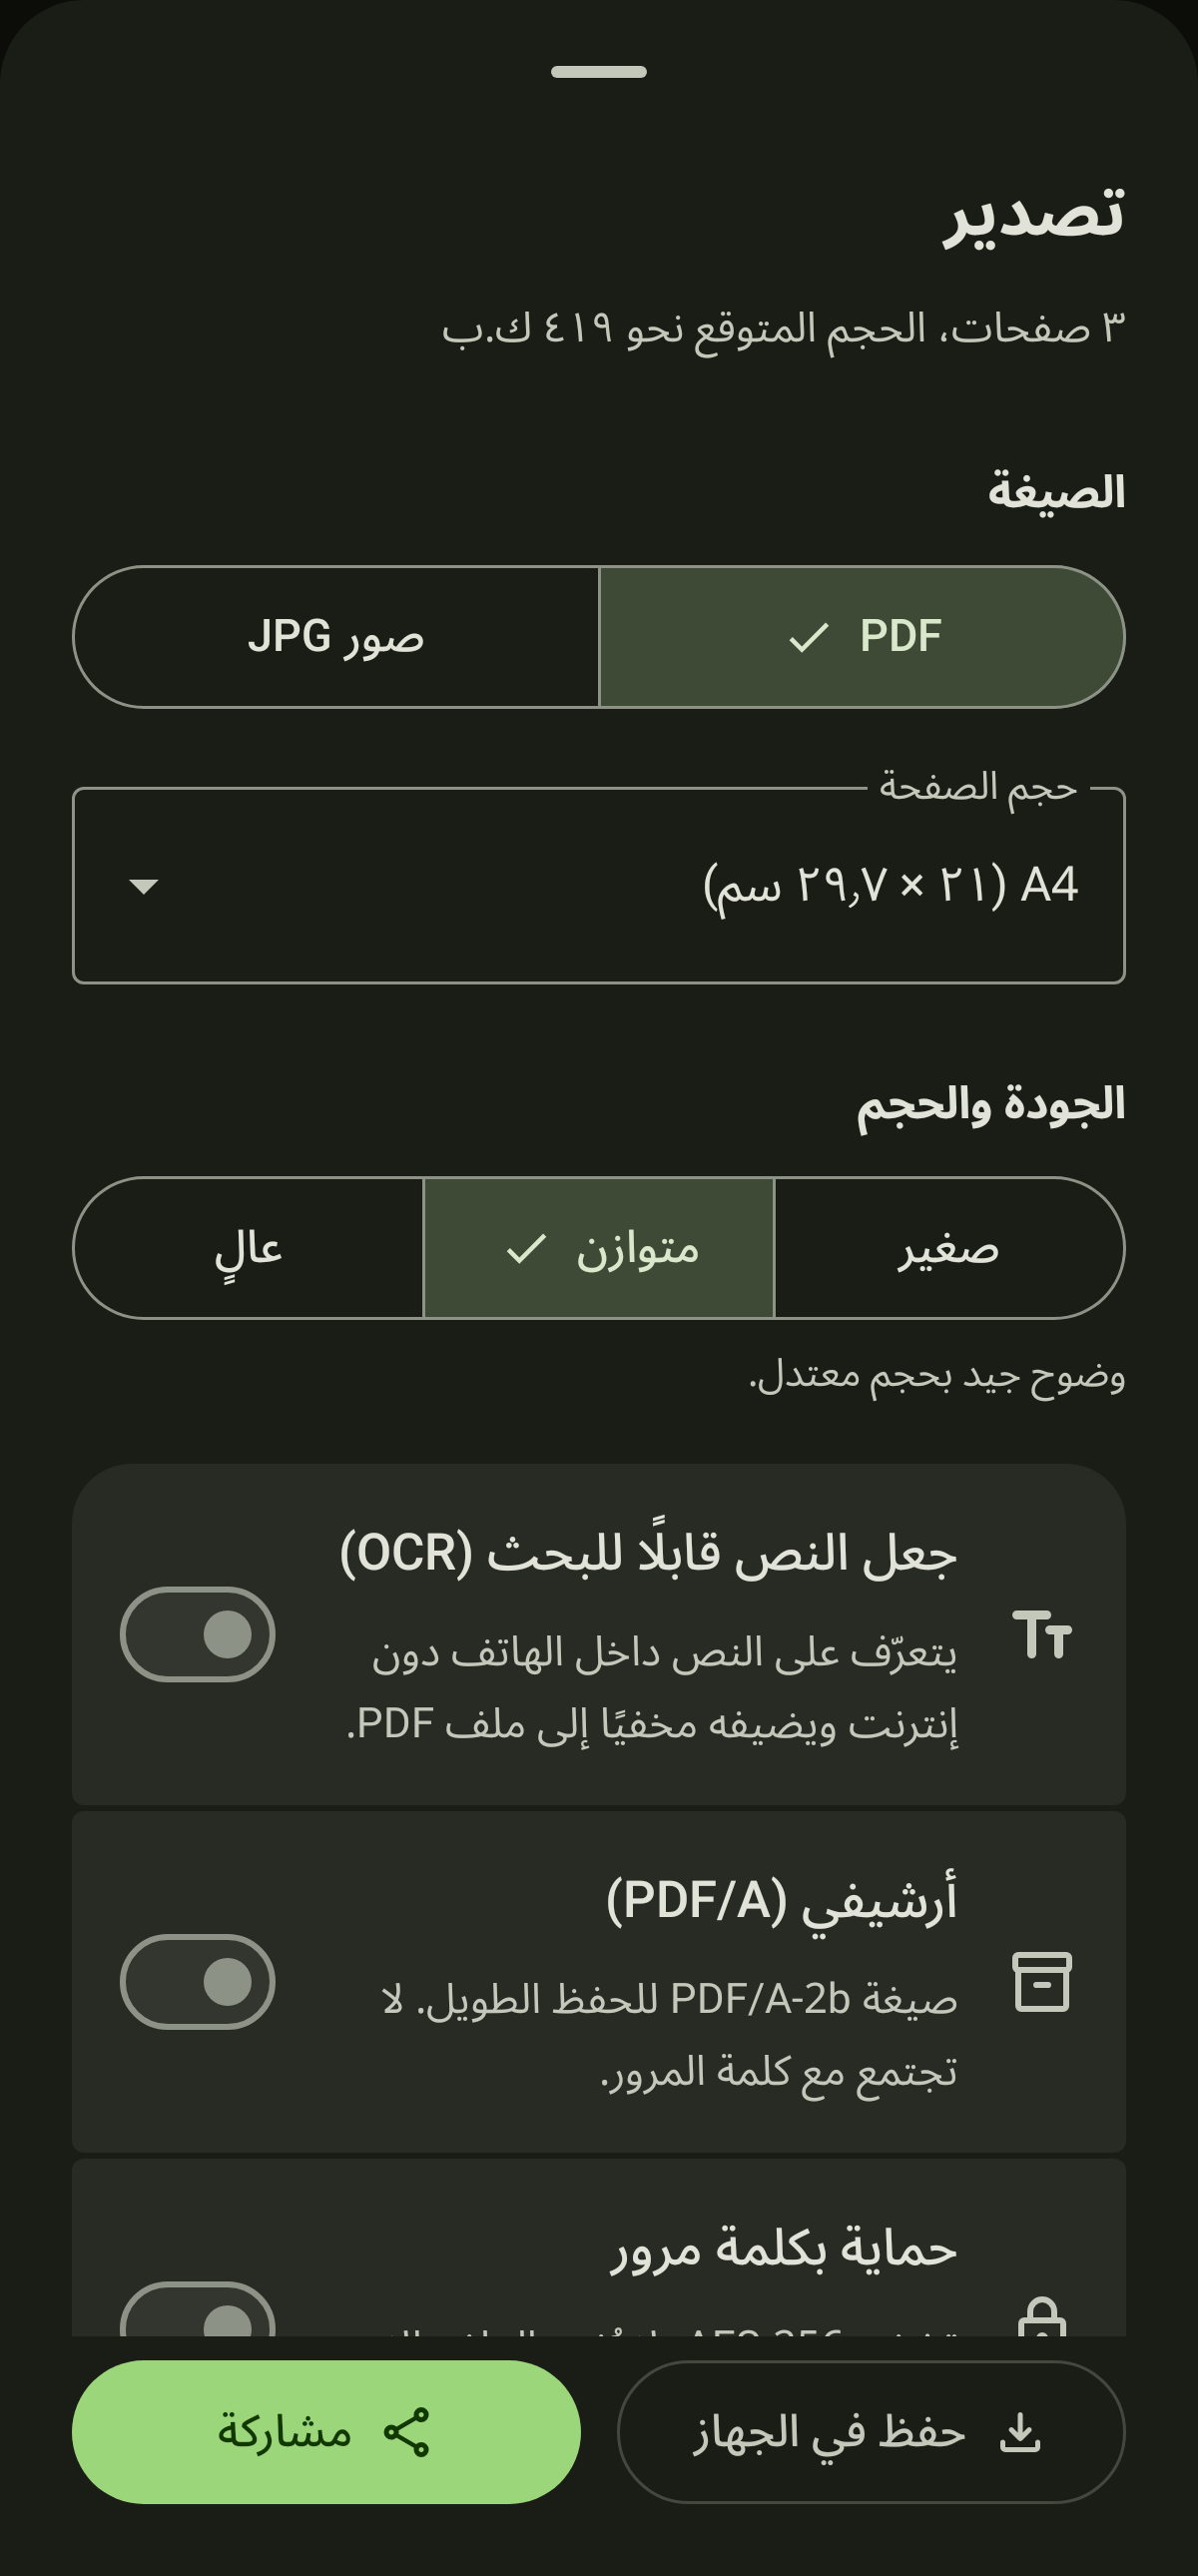 تصدير
٣ صفحات، الحجم المتوقع نحو ٤١٩ ك.ب
الصيغة
PDF
صور JPG
حجم الصفحة
A4 (٢١ × ٢٩٫٧ سم)
الجودة والحجم
صغير
متوازن
عالٍ
وضوح جيد بحجم معتدل.
جعل النص قابلًا للبحث (OCR)
يتعرّف على النص داخل الهاتف دون
إنترنت ويضيفه مخفيًا إلى ملف PDF.
أرشيفي (PDF/A)
صيغة PDF/A-2b للحفظ الطويل. لا
تجتمع مع كلمة المرور.
حماية بكلمة مرور
حفظ في الجهاز
مشاركة